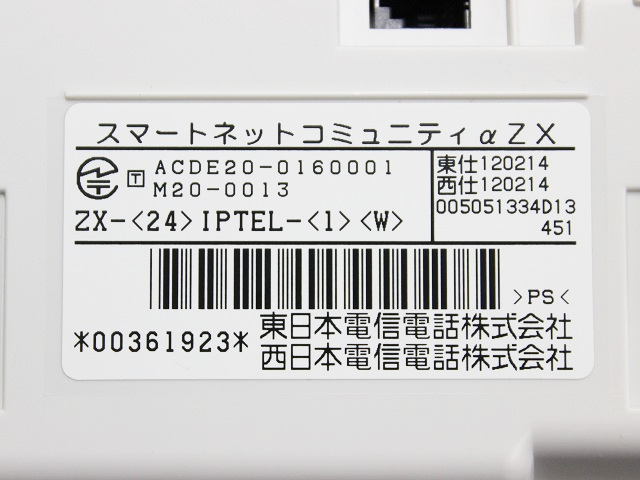 スマートネットコミュニティαZX
T ACDE20-0160001
M20-0013
ZX-<24>IPTEL-<1><W>
東仕120214
西仕120214
005051334D13
451
>PS<
*00361923*
東日本電信電話株式会社
西日本電信電話株式会社